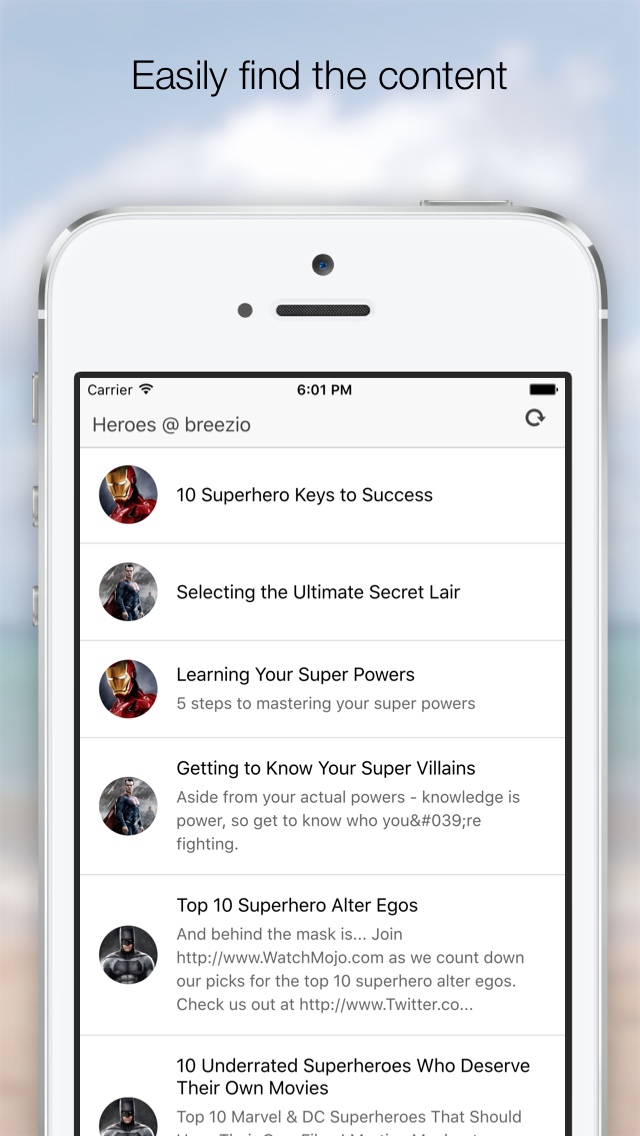 Easily find the content
Carrier
6:01 PM
Heroes @ breezio
10 Superhero Keys to Success
Selecting the Ultimate Secret Lair
Learning Your Super Powers
5 steps to mastering your super powers
Getting to Know Your Super Villains
Aside from your actual powers - knowledge is
power, so get to know who you&#039;re
fighting.
Top 10 Superhero Alter Egos
And behind the mask is... Join
http://www.WatchMojo.com as we count down
our picks for the top 10 superhero alter egos.
Check us out at http://www.Twitter.co...
10 Underrated Superheroes Who Deserve
Their Own Movies
Top 10 Marvel & DC Superheroes That Should